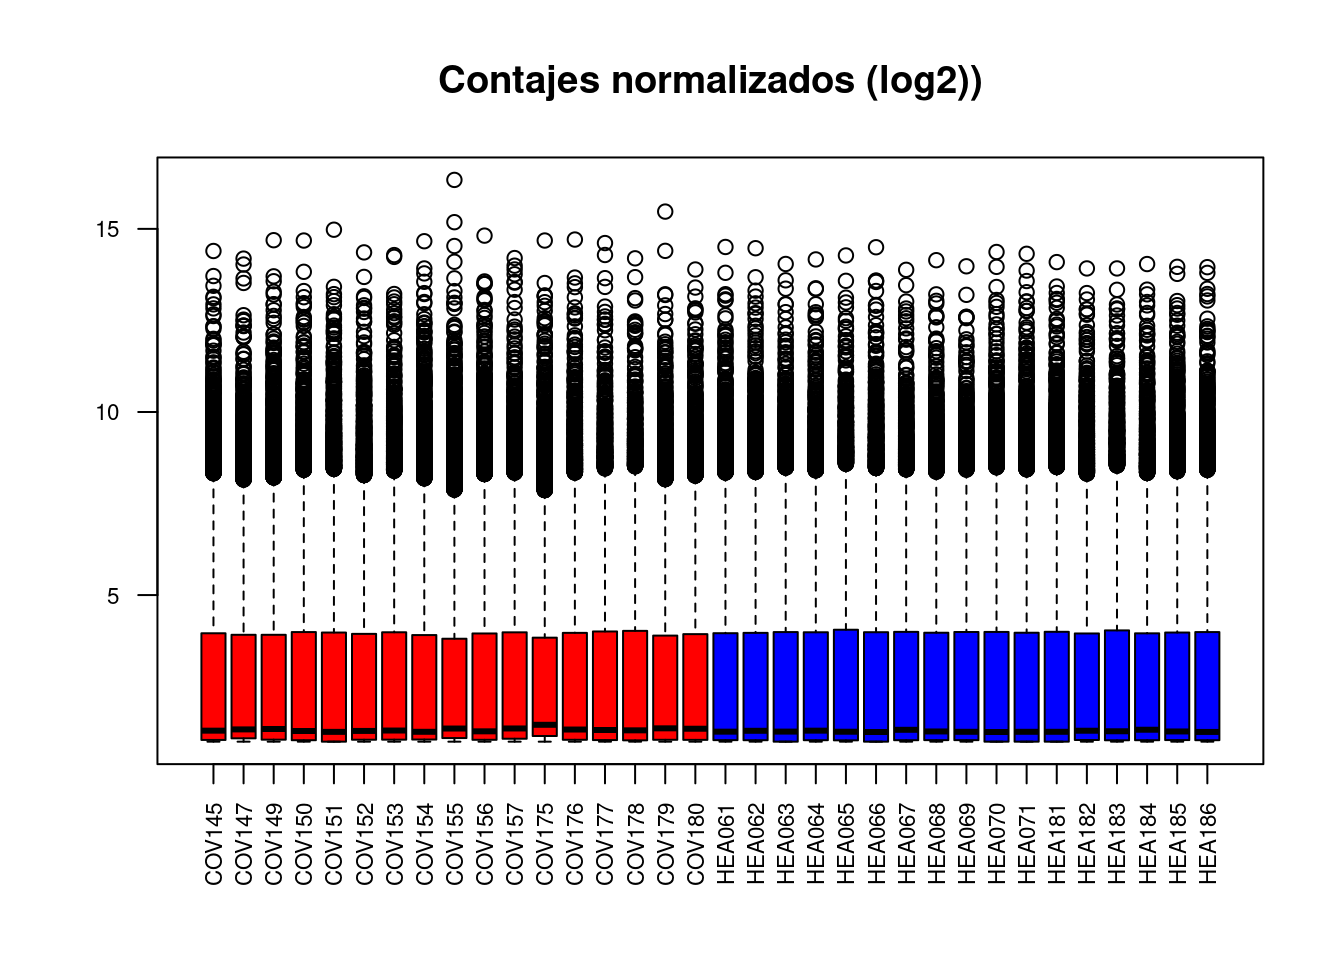 Contajes normalizados (log2))
15
10
5
COV145
COV147
COV149
COV150
COV151
COV152
COV153
COV154
COV155
COV156
COV157
COV175
COV176
COV177
COV178
COV179
COV180
HEA061
HEA062
HEA063
HEA064
HEA065
HEA066
HEA067
HEA068
HEA069
HEA070
HEA071
HEA181
HEA182
HEA183
HEA184
HEA185
HEA186